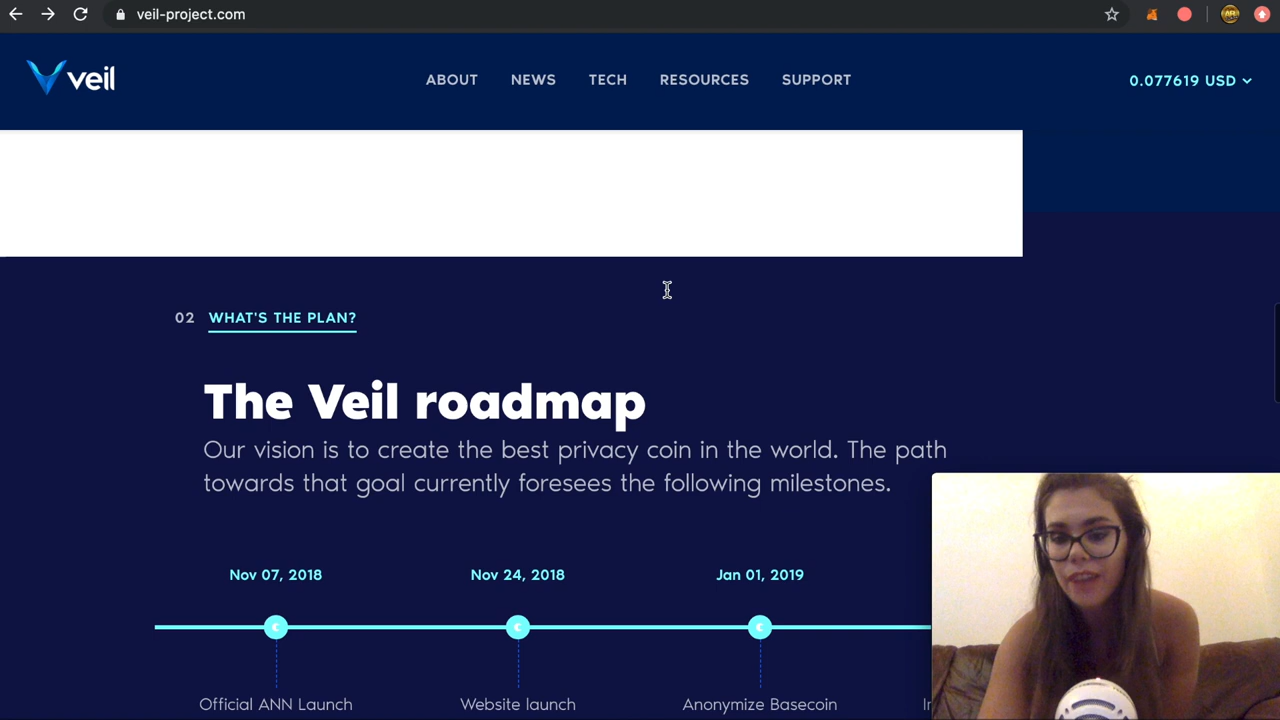 veil-project.com
veil
ABOUT NEWS TECH RESOURCES SUPPORT
0.077619 USD
02 WHAT'S THE PLAN?
The Veil roadmap
Our vision is to create the best privacy coin in the world. The path
towards that goal currently foresees the following milestones.
Nov 07, 2018 Nov 24, 2018 Jan 01, 2019
Official ANN Launch Website launch Anonymize Basecoin